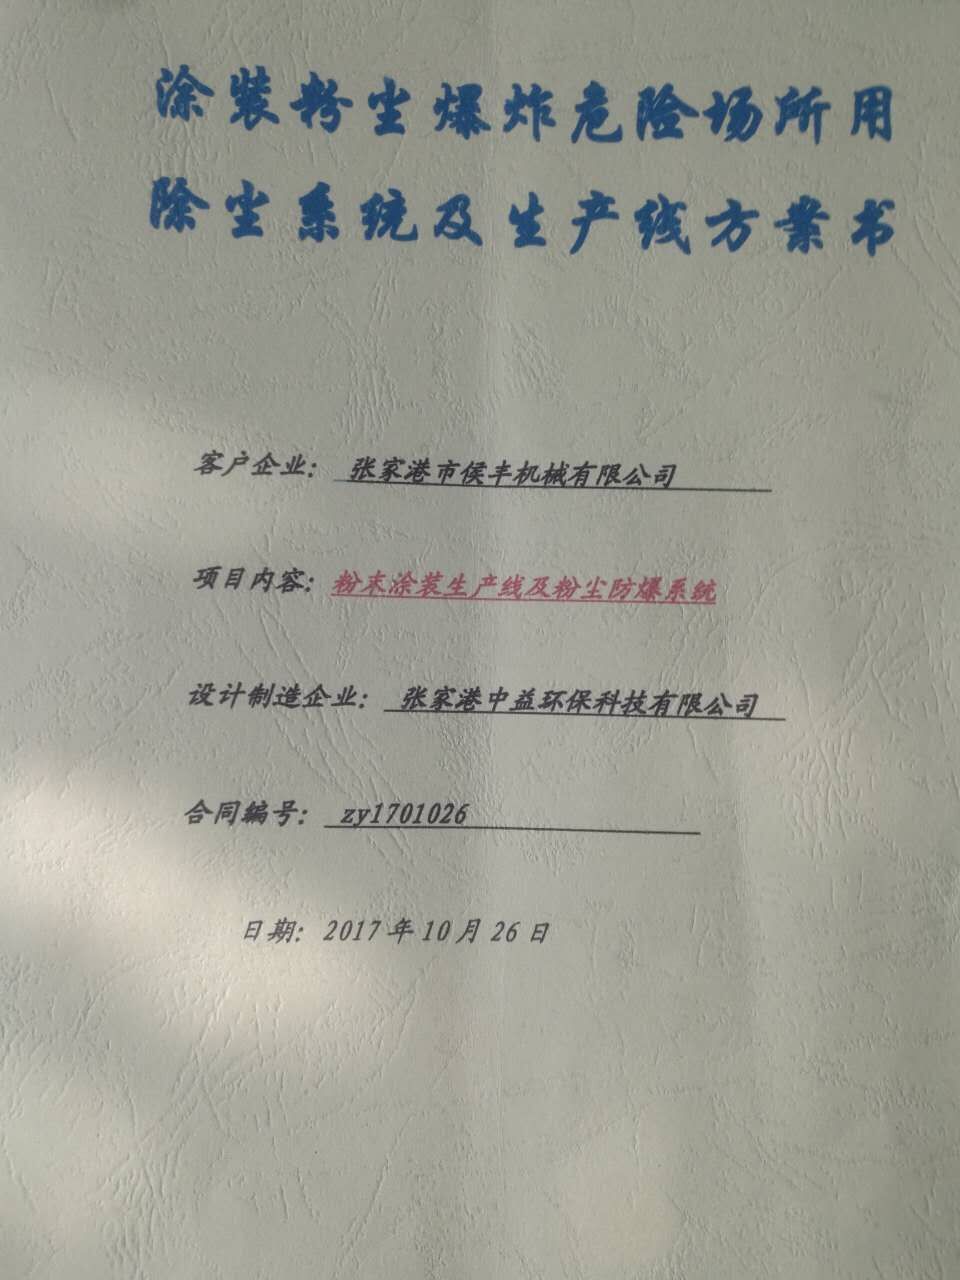 涂装粉尘爆炸危险场所用
除尘系统及生产线方案书
客户企业： 张家港市侯丰机械有限公司
项目内容：粉末涂装生产线及粉尘防爆系统
设计制造企业： 张家港中益环保科技有限公司
合同编号： zy1701026
日期：2017年10月26日